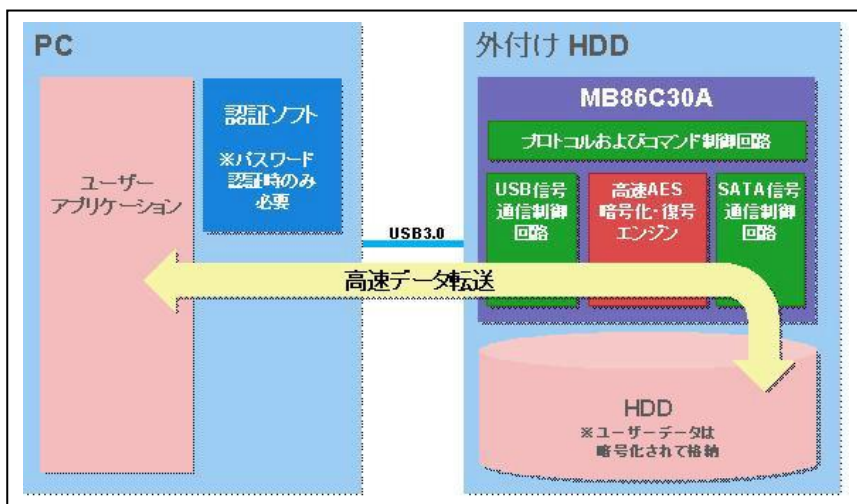 PC
外付け HDD
ユーザー
アプリケーション
認証ソフト
※パスワード
認証時のみ
必要
USB3.0
MB86C30A
プロトコルおよびコマンド制御回路
USB信号
通信制御
回路
高速AES
暗号化・復号
エンジン
SATA信号
通信制御
回路
高速データ転送
HDD
※ユーザーデータは
暗号化されて格納